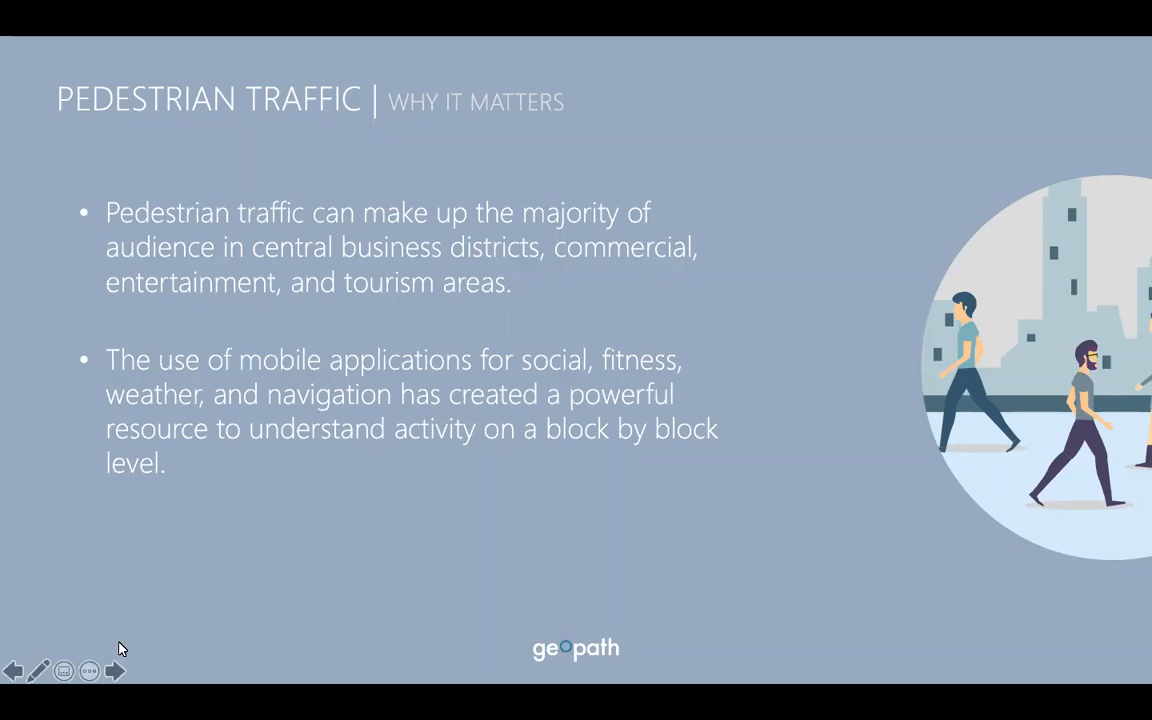 PEDESTRIAN TRAFFIC | WHY IT MATTERS
• Pedestrian traffic can make up the majority of
audience in central business districts, commercial,
entertainment, and tourism areas.
• The use of mobile applications for social, fitness,
weather, and navigation has created a powerful
resource to understand activity on a block by block
level.
geopath